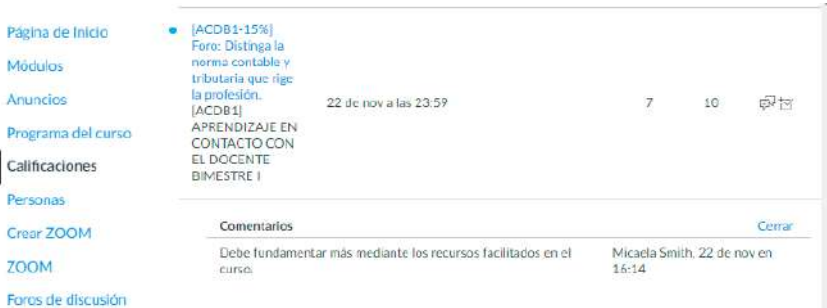 Página de Inicio
Módulos
Anuncios
Programa del curso
Calificaciones
Personas
Crear ZOOM
ZOOM
Foros de discusión
[ACDB1-15%]
Foro: Distinga la
norma contable y
tributaria que rige
la profesión.
[ACDB1]
APRENDIZAJE EN
CONTACTO CON
EL DOCENTE
BIMESTRE I
22 de nov a las 23:59
7
10
Comentarios
Cerrar
Debe fundamentar más mediante los recursos facilitados en el
curso.
Micaela Smith, 22 de nov en
16:14